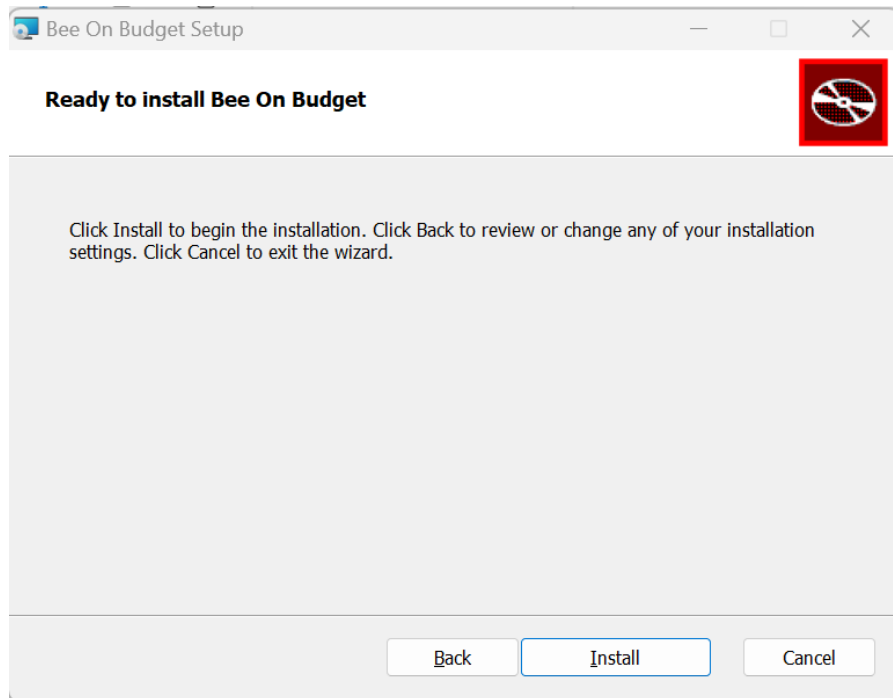 Bee On Budget Setup
Ready to install Bee On Budget
Click Install to begin the installation. Click Back to review or change any of your installation
settings. Click Cancel to exit the wizard.
Back
Install
Cancel